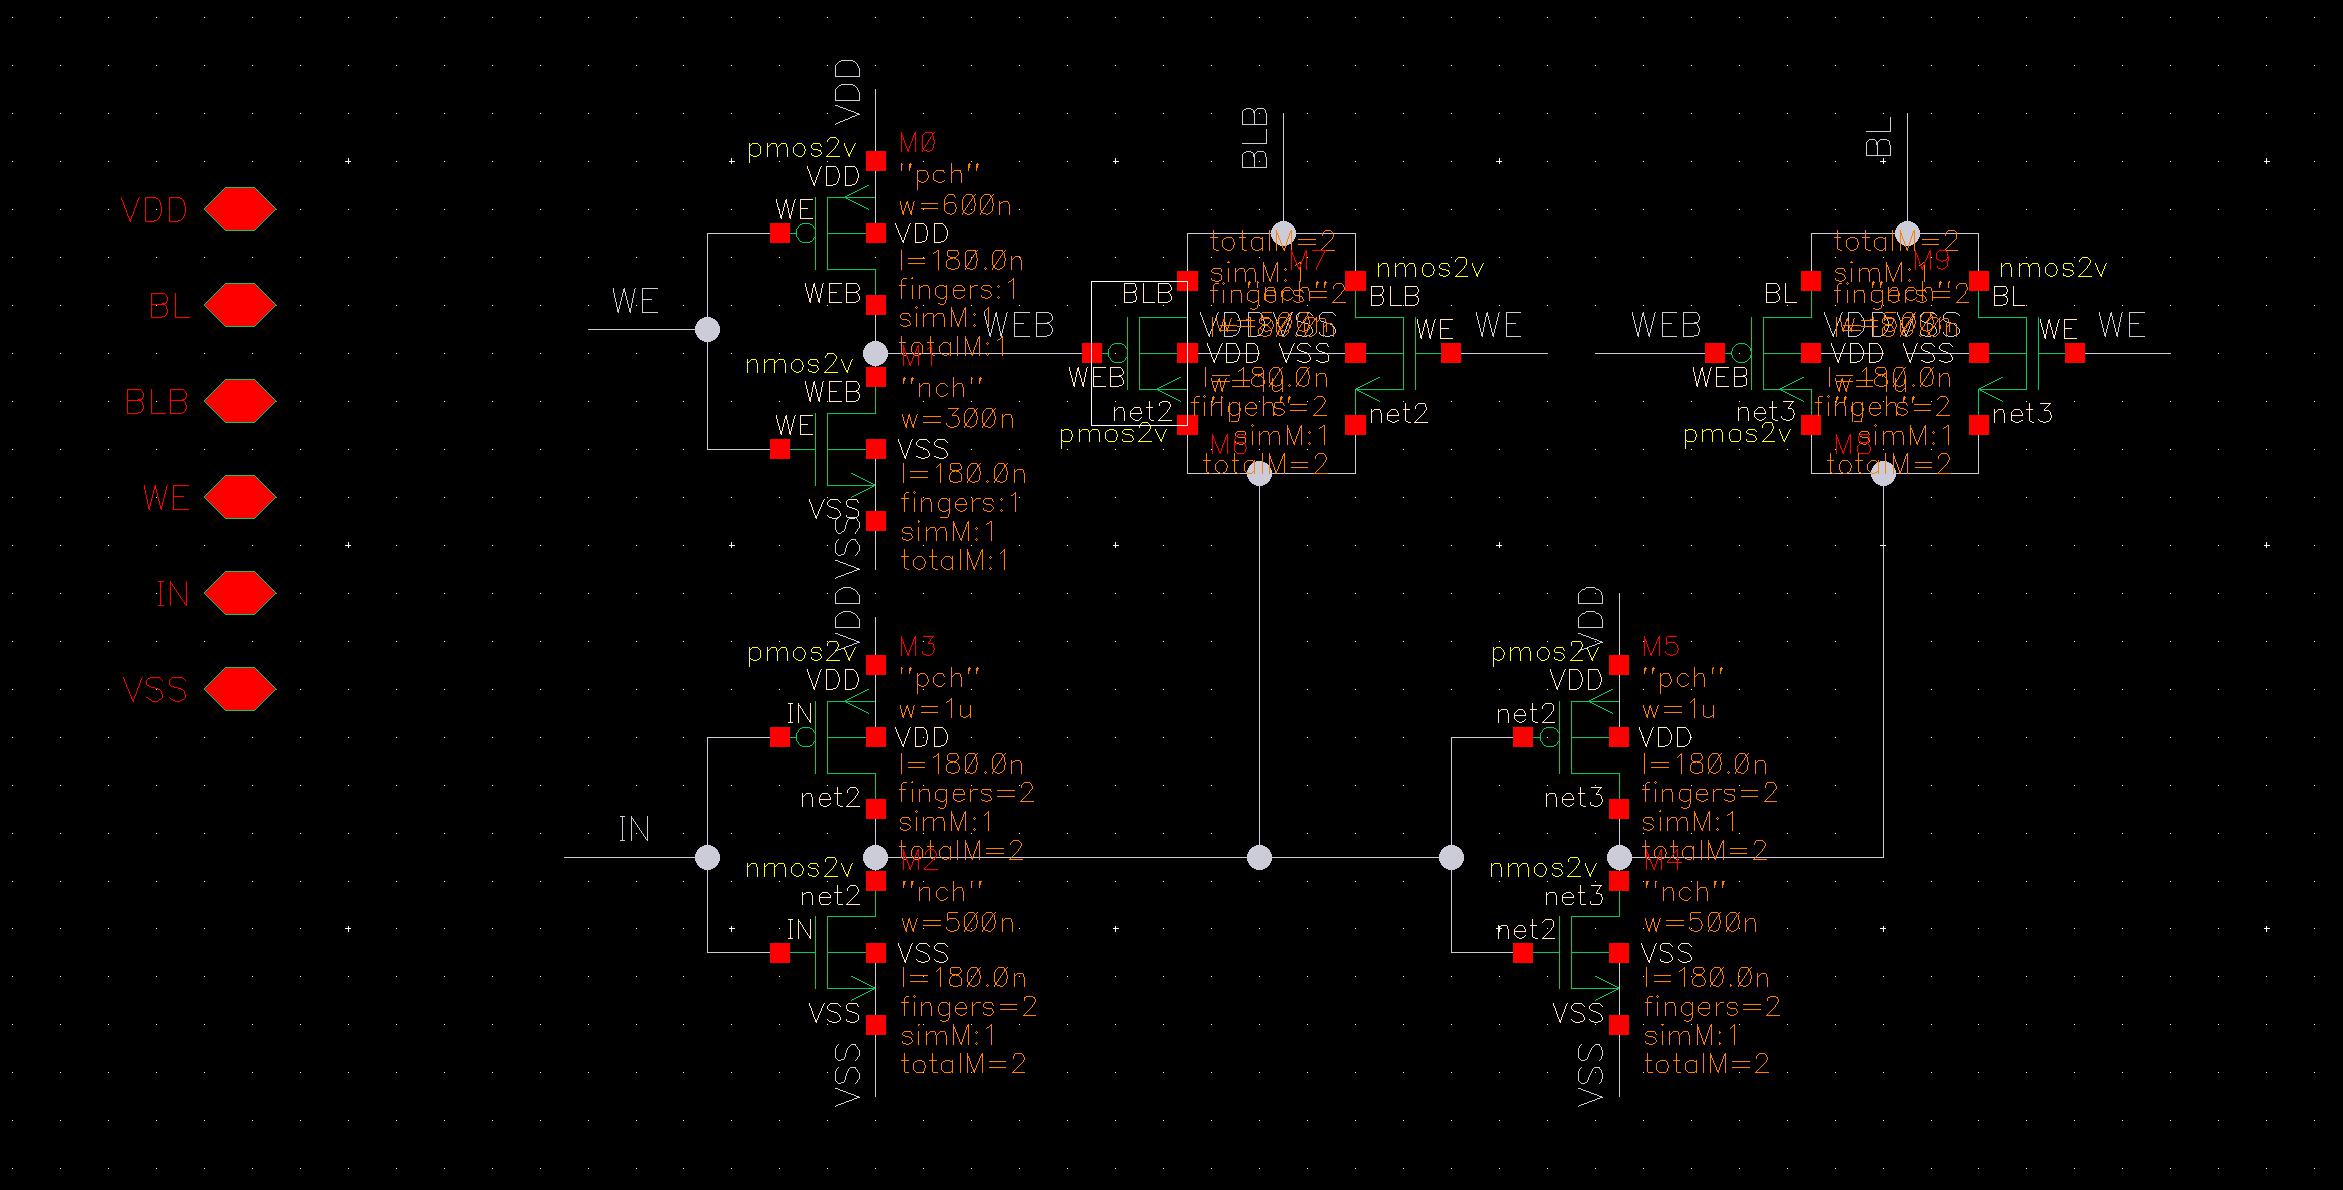 VDD
BL
BLB
WE
IN
VSS
VDD
pmos2v
M0
"pch"
VDD
w=600n
WE
VDD
l=180.0n
fingers:1
WEB
simM:1
totalM:1
WE
nmos2v
M1
WEB
"nch"
w=300n
WE
VSS
l=180.0n
fingers:1
VSS
simM:1
totalM:1
VSS
WEB
BLB
totalM=2
M7
simM:1
nmos2v
BLB
fingers=2
BLB
VDD
VSS
WE
WE
VDD
VSS
WEB
l=180.0n
net2
fingers=2
net2
pmos2v
simM:1
totalM=2
BL
totalM=2
M9
simM:1
nmos2v
BL
fingers=2
BL
WEB
VDD
VSS
WE
WE
VDD
VSS
WEB
l=180.0n
net3
fingers=2
net3
pmos2v
simM:1
M8
totalM=2
VDD
pmos2v
M3
"pch"
VDD
w=1u
IN
VDD
l=180.0n
fingers=2
net2
simM:1
totalM=2
IN
nmos2v
M2
net2
"nch"
w=500n
IN
VSS
l=180.0n
fingers=2
VSS
simM:1
totalM=2
VSS
VDD
pmos2v
M5
"pch"
VDD
w=1u
net2
VDD
l=180.0n
fingers=2
net3
simM:1
totalM=2
nmos2v
M4
net3
"nch"
w=500n
net2
VSS
l=180.0n
fingers=2
VSS
simM:1
totalM=2
VSS